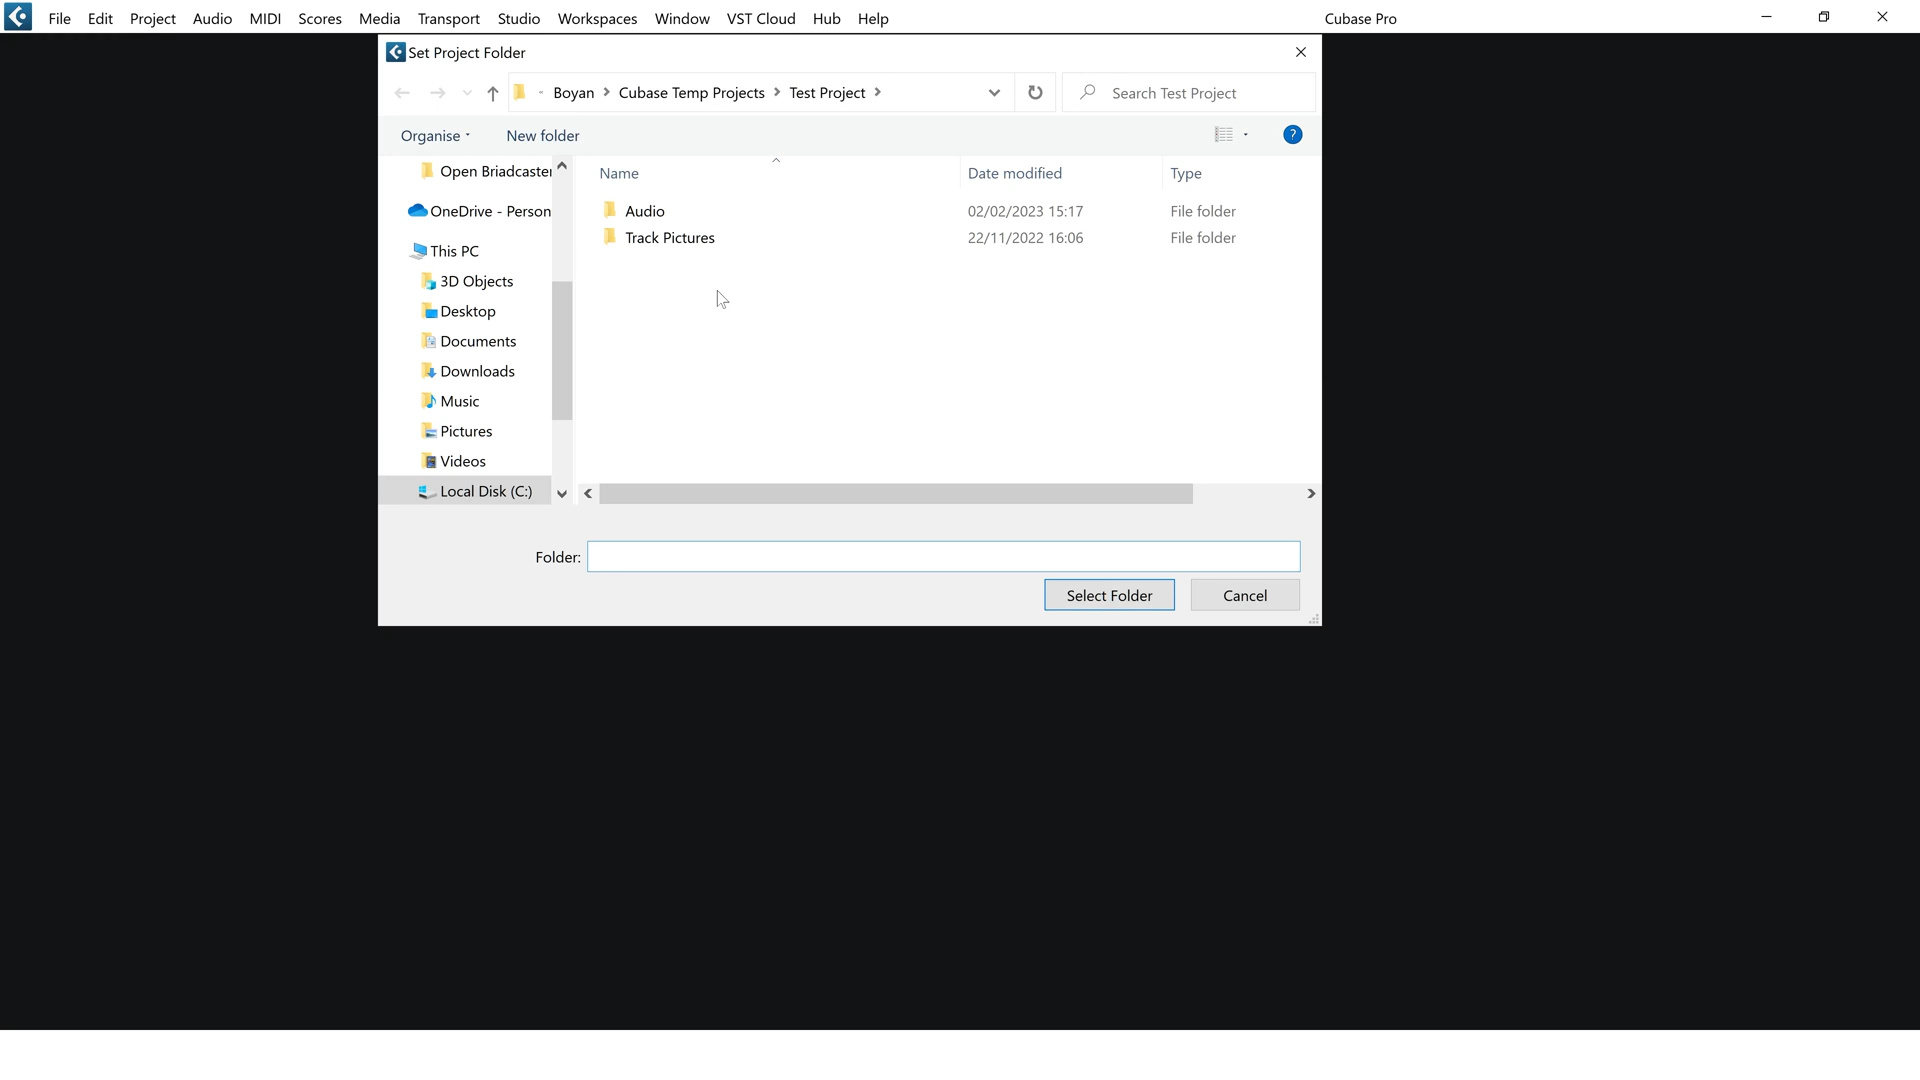 File Edit Project Audio MIDI Scores Media Transport Studio Workspaces Window VST Cloud Hub Help Cubase Pro
Set Project Folder
Boyan Cubase Temp Projects Test Project Search Test Project
Organise New folder ?
Open Briadcaster Name Date modified Type
OneDrive - Person Audio 02/02/2023 15:17 File folder
Track Pictures 22/11/2022 16:06 File folder
This PC
3D Objects
Desktop
Documents
Downloads
Music
Pictures
Videos
Local Disk (C:)
Folder:
Select Folder Cancel